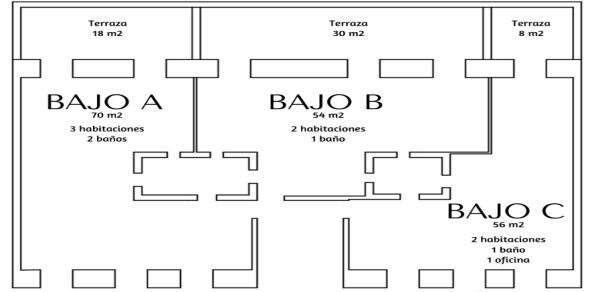 Terraza
18 m2
Terraza
30 m2
Terraza
8 m2
BAJO A
70 m2
3 habitaciones
2 baños
BAJO B
54 m2
2 habitaciones
1 baño
BAJO C
56 m2
2 habitaciones
1 baño
1 oficina